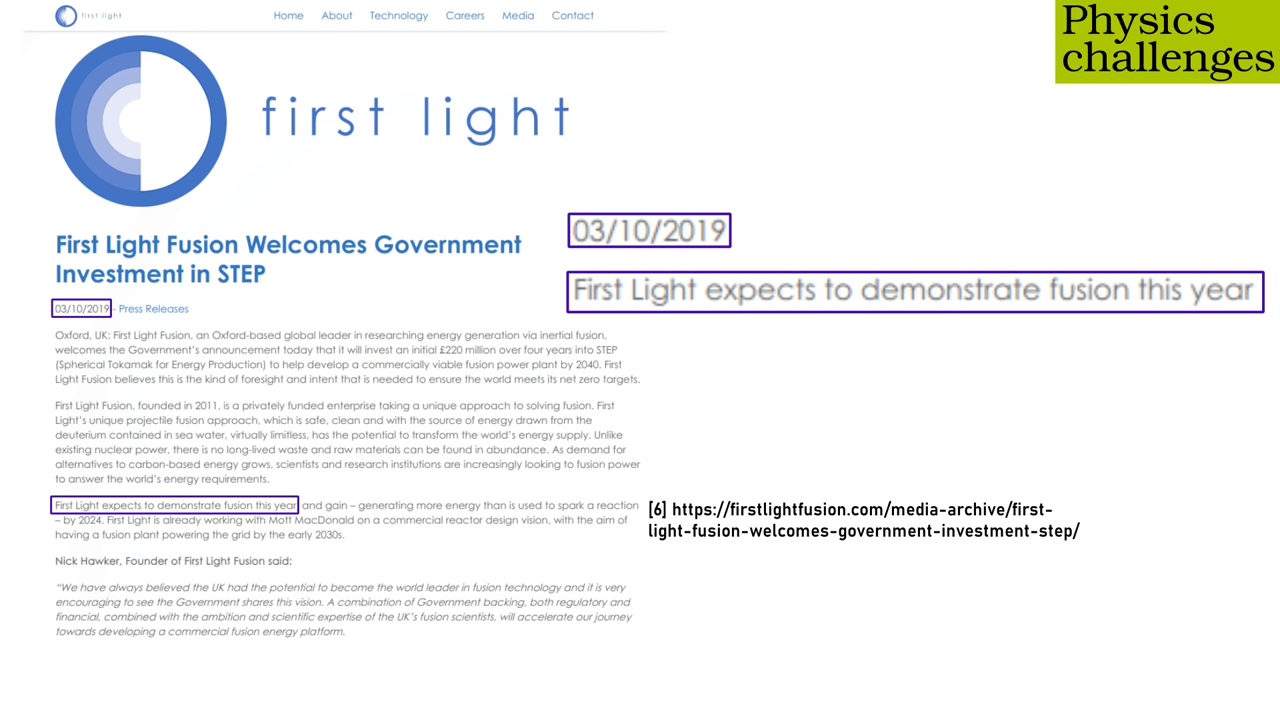 first light
Home About Technology Careers Media Contact
Physics
challenges
first light
First Light Fusion Welcomes Government
Investment in STEP
03/10/2019 - Press Releases
03/10/2019
First Light expects to demonstrate fusion this year
Oxford, UK: First Light Fusion, an Oxford-based global leader in researching energy generation via inertial fusion,
welcomes the Government's announcement today that it will invest an initial £220 million over four years into STEP
(Spherical Tokamak for Energy Production) to help develop a commercially viable fusion power plant by 2040. First
Light Fusion believes this is the kind of foresight and intent that is needed to ensure the world meets its net zero targets.
First Light Fusion, founded in 2011, is a privately funded enterprise taking a unique approach to solving fusion. First
Light's unique projectile fusion approach, which is safe, clean and with the source of energy drawn from the
deuterium contained in sea water, virtually limitless, has the potential to transform the world's energy supply. Unlike
existing nuclear power, there is no long-lived waste and raw materials can be found in abundance. As demand for
alternatives to carbon-based energy grows, scientists and research institutions are increasingly looking to fusion power
to answer the world's energy requirements.
First Light expects to demonstrate fusion this year and gain – generating more energy than is used to spark a reaction
– by 2024. First Light is already working with Mott MacDonald on a commercial reactor design vision, with the aim of
having a fusion plant powering the grid by the early 2030s.
[6] https://firstlightfusion.com/media-archive/first-
light-fusion-welcomes-government-investment-step/
Nick Hawker, Founder of First Light Fusion said:
"We have always believed the UK had the potential to become the world leader in fusion technology and it is very
encouraging to see the Government shares this vision. A combination of Government backing, both regulatory and
financial, combined with the ambition and scientific expertise of the UK's fusion scientists, will accelerate our journey
towards developing a commercial fusion energy platform.